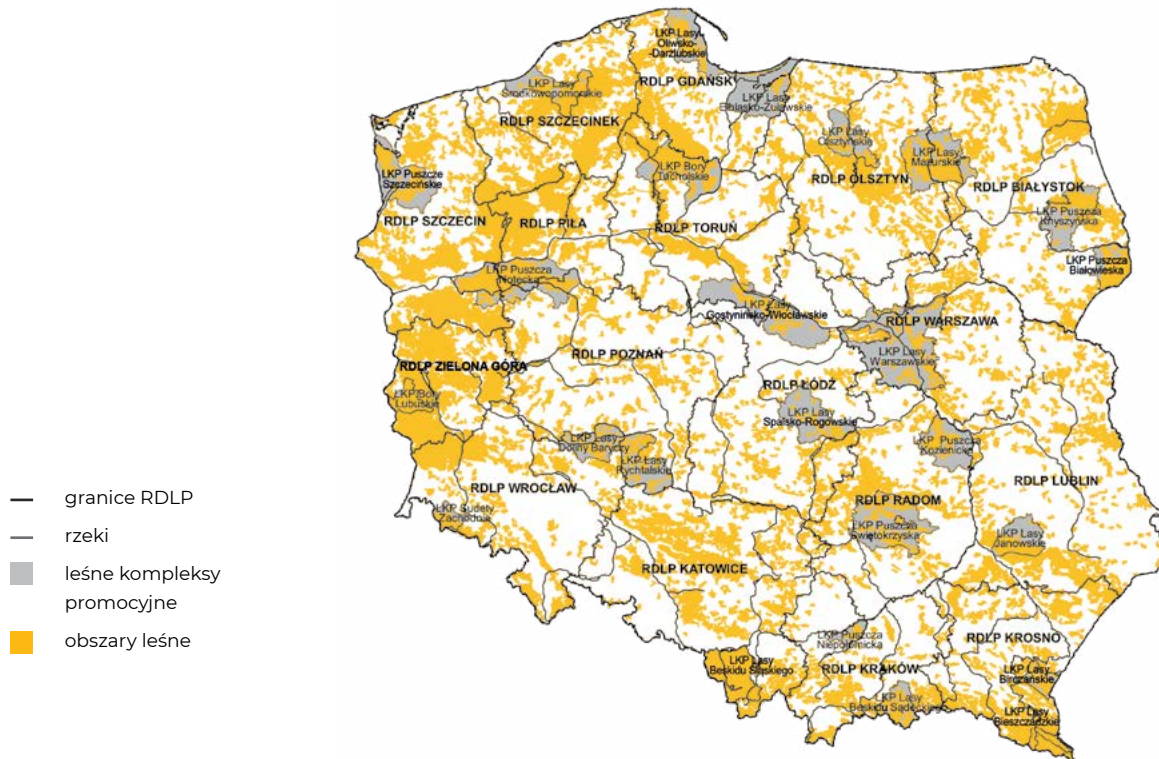 LKP Lasy
Oliwsko-
-Darżlubskie
RDLP GDAŃSK
LKP Lasy
Środkowopomorskie
LKP Lasy
Elbląsko-Żuławskie
RDLP SZCZECINEK
LKP Lasy
Olsztyńskie
LKP Lasy
Mazurskie
LKP Bory
Tucholskie
LKP Puszcze
Szczecińskie
RDLP OLSZTYN
RDLP BIAŁYSTOK
RDLP SZCZECIN
RDLP PIŁA
RDLP TORUŃ
LKP Puszcza
Knyszyńska
LKP Puszcza
Białowieska
LKP Puszcza
Notecka
LKP Lasy
Gostynińsko-Włocławskie
RDLP WARSZAWA
RDLP POZNAŃ
LKP Lasy
Warszawskie
RDLP ZIELONA GÓRA
RDLP ŁÓDŹ
LKP Bory
Lubuskie
LKP Lasy
Spalsko-Rogowskie
LKP Lasy
Doliny Baryczy
LKP Puszcza
Kozienicka
LKP Lasy
Rychtalskie
RDLP WROCŁAW
RDLP LUBLIN
granice RDLP
RDLP RADOM
LKP Sudety
Zachodnie
rzeki
LKP Puszcza
Świętokrzyska
LKP Lasy
Janowskie
leśne kompleksy
promocyjne
RDLP KATOWICE
obszary leśne
LKP Puszcza
Niepołomicka
RDLP KROSNO
LKP Lasy
Beskidu Śląskiego
RDLP KRAKÓW
LKP Lasy
Birczańskie
LKP Lasy
Beskidu Sądeckiego
LKP Lasy
Bieszczadzkie